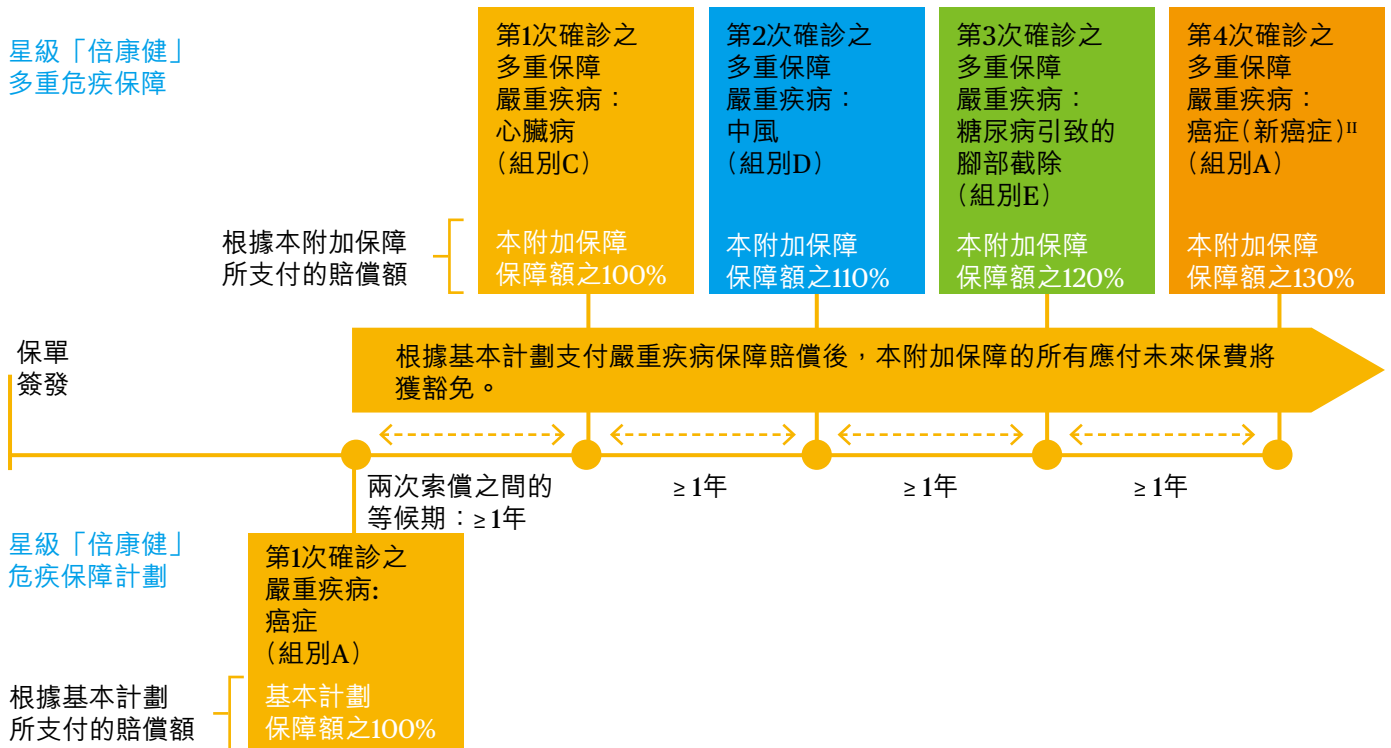 星級「倍康健」
多重危疾保障
第1次確診之
多重保障
嚴重疾病：
心臟病
（組別C）
本附加保障
保障額之100%
第2次確診之
多重保障
嚴重疾病：
中風
（組別D）
本附加保障
保障額之110%
第3次確診之
多重保障
嚴重疾病：
糖尿病引致的
腳部截除
（組別E）
本附加保障
保障額之120%
第4次確診之
多重保障
嚴重疾病：
癌症（新癌症）II
（組別A）
本附加保障
保障額之130%
根據本附加保障
所支付的賠償額
保單
簽發
根據基本計劃支付嚴重疾病保障賠償後，本附加保障的所有應付未來保費將
獲豁免。
兩次索償之間的
等候期：≥1年
≥1年
≥1年
≥1年
星級「倍康健」
危疾保障計劃
第1次確診之
嚴重疾病:
癌症
（組別A）
基本計劃
保障額之100%
根據基本計劃
所支付的賠償額